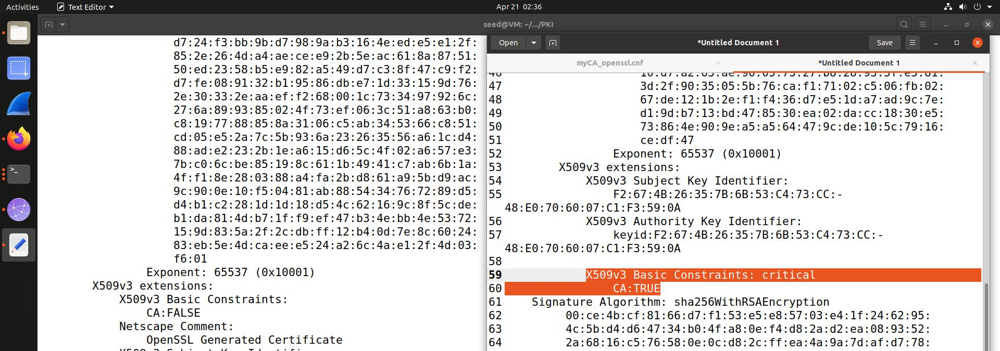 Activities
Text Editor
Apr 21 02:36
seed@VM: ~/.../PKI
d7:24:f3:bb:9b:d7:98:9a:b3:16:4e:ed:e5:e1:2f:
85:2e:26:4d:a4:ae:ce:e9:2b:5e:ac:61:8a:87:51:
50:ed:23:58:b5:e9:82:a5:49:d7:c3:8f:47:c9:f2:
d7:fe:08:91:32:b1:95:86:db:e7:1d:33:15:9d:76:
2e:30:33:2e:aa:ef:f2:68:00:1c:73:34:97:92:6c:
27:6a:89:93:85:02:4f:73:ef:06:3c:51:a8:63:b0:
c8:19:77:88:85:8a:31:06:c5:ab:34:53:66:c8:51:
cd:05:e5:2a:7c:5b:93:6a:23:26:35:56:a6:1c:d4:
88:ad:e2:23:2b:1e:a6:15:d6:5c:4f:02:a6:57:e3:
7b:c0:6c:be:85:19:8c:61:1b:49:41:c7:ab:6b:1a:
4f:f1:8e:28:03:88:a4:fa:2b:d8:61:a9:5b:d9:ac:
9c:90:0e:10:f5:04:81:ab:88:54:34:76:72:89:d5:
d4:b1:c2:28:1d:1d:18:d5:4c:62:16:9c:8f:5c:de:
b1:da:81:4d:b7:1f:f9:ef:47:b3:4e:bb:4e:53:72:
15:9d:83:5a:2f:2c:db:ff:12:b4:0d:7e:8c:60:24:
83:eb:5e:4d:ca:ee:e5:24:a2:6c:4a:e1:2f:4d:03:
f6:01
Exponent: 65537 (0x10001)
X509v3 extensions:
X509v3 Basic Constraints:
CA:FALSE
Netscape Comment:
OpenSSL Generated Certificate
Open
*Untitled Document 1
Save
myCA_openssl.cnf
*Untitled Document 1
47 3d:2f:90:35:05:5b:76:ca:f1:71:02:c5:06:fb:02:
48 67:de:12:1b:2e:f1:f4:36:d7:e5:1d:a7:ad:9c:7e:
49 d1:9d:b7:13:bd:47:85:30:ea:02:da:cc:18:30:e5:
50 73:86:4e:90:9e:a5:a5:64:47:9c:de:10:5c:79:16:
51 ce:df:47
52 Exponent: 65537 (0x10001)
53 X509v3 extensions:
54 X509v3 Subject Key Identifier:
55 F2:67:4B:26:35:7B:6B:53:C4:73:CC:-
48:E0:70:60:07:C1:F3:59:0A
56 X509v3 Authority Key Identifier:
57 keyid:F2:67:4B:26:35:7B:6B:53:C4:73:CC:-
48:E0:70:60:07:C1:F3:59:0A
58
59 X509v3 Basic Constraints: critical
60 CA:TRUE
61 Signature Algorithm: sha256WithRSAEncryption
62 00:ce:4b:cf:81:66:d7:f1:53:e5:e8:57:03:e4:1f:24:62:95:
63 4c:5b:d4:d6:47:34:b0:4f:a8:0e:f4:d8:2a:d2:ea:08:93:52:
64 2a:68:16:c5:76:58:0e:0c:d8:2c:ff:ea:4a:9a:7d:af:d7:78: